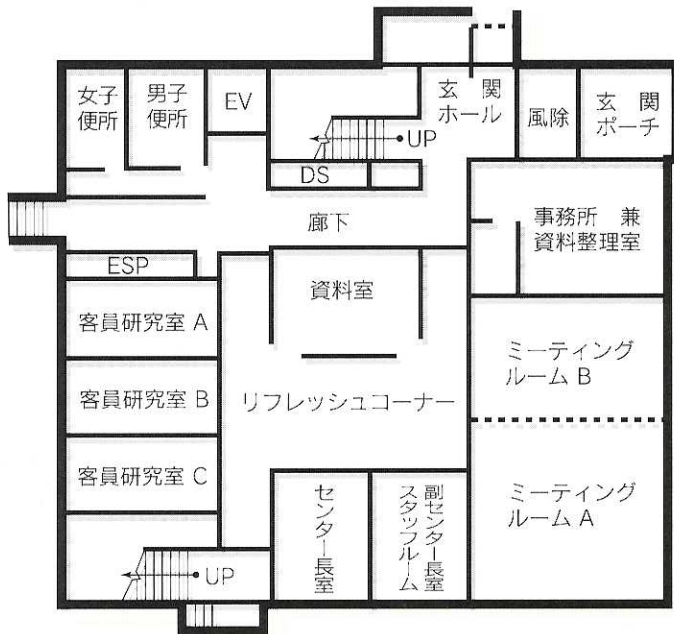 女子
便所
男子
便所
EV
玄　関
ホール
風除
玄　関
ポーチ
UP
DS
廊下
事務所　兼
資料整理室
ESP
資料室
客員研究室 A
ミーティング
ルーム B
客員研究室 B
リフレッシュコーナー
客員研究室 C
ミーティング
ルーム A
センター長室
副センター長室
スタッフルーム
UP